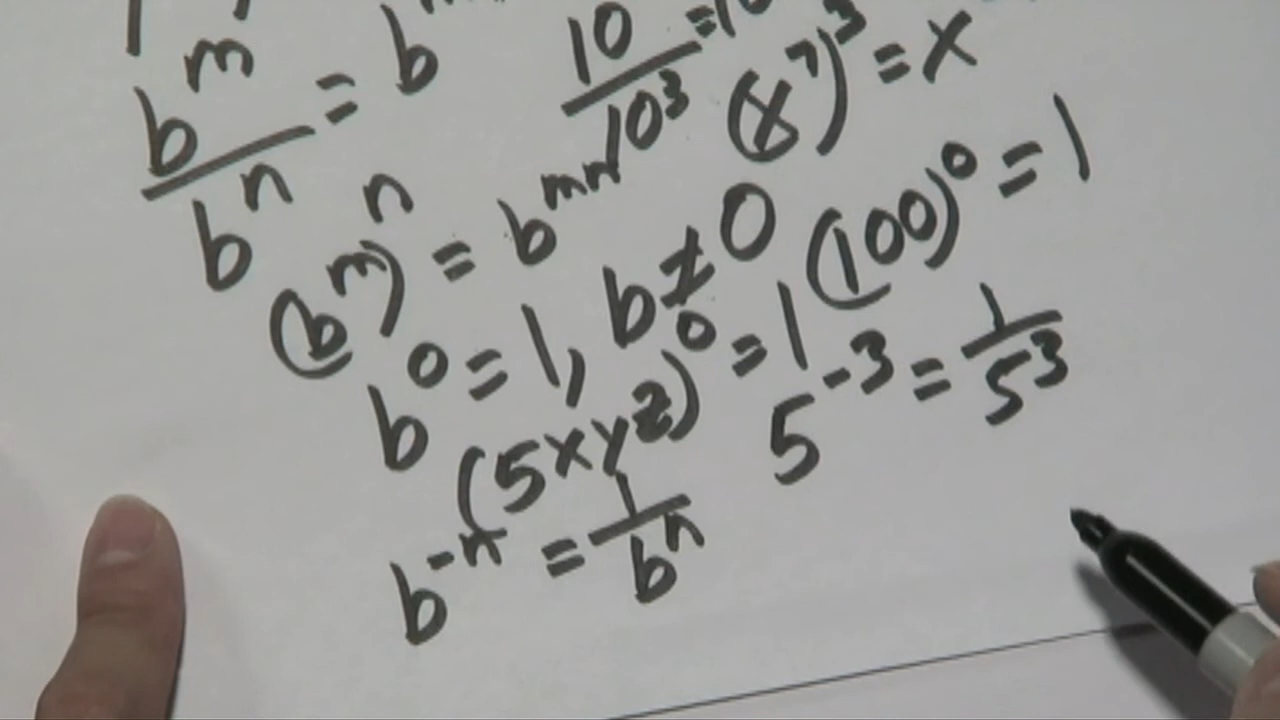 b^m / b^n = b^m
10 / 10^3 = 10
(x^7)^3 = x
(b^m)^n = b^mn
b^0 = 1, b ≠ 0
(100)^0 = 1
(5xyz)^0 = 1
5^-3 = 1 / 5^3
b^-n = 1 / b^n